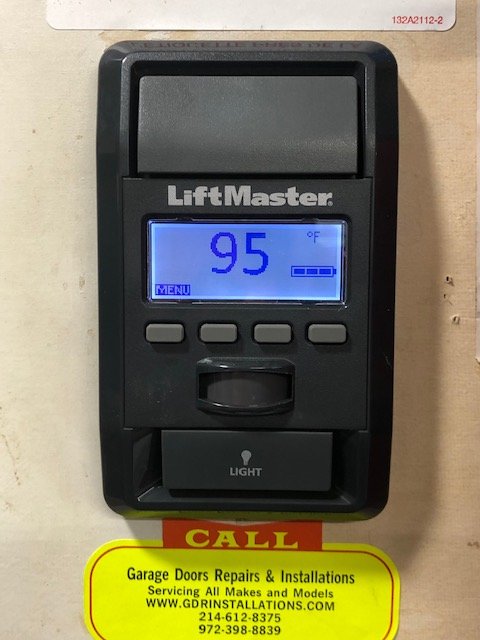 132A2112-2
LiftMaster
95 °F
MENU
LIGHT
CALL
Garage Doors Repairs & Installations
Servicing All Makes and Models
WWW.GDRINSTALLATIONS.COM
214-612-8375
972-398-8839